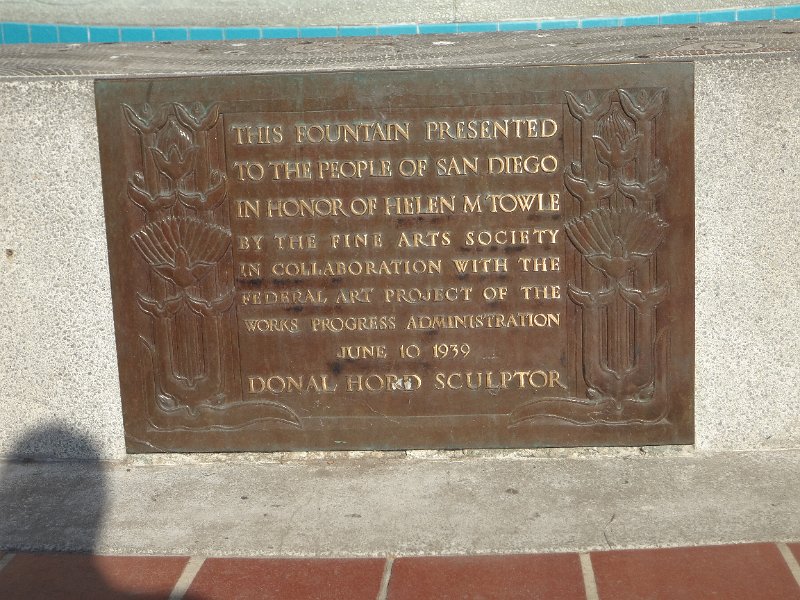 THIS FOUNTAIN PRESENTED
TO THE PEOPLE OF SAN DIEGO
IN HONOR OF HELEN M TOWLE
BY THE FINE ARTS SOCIETY
IN COLLABORATION WITH THE
FEDERAL ART PROJECT OF THE
WORKS PROGRESS ADMINISTRATION
JUNE 10 1939
DONAL HORD SCULPTOR